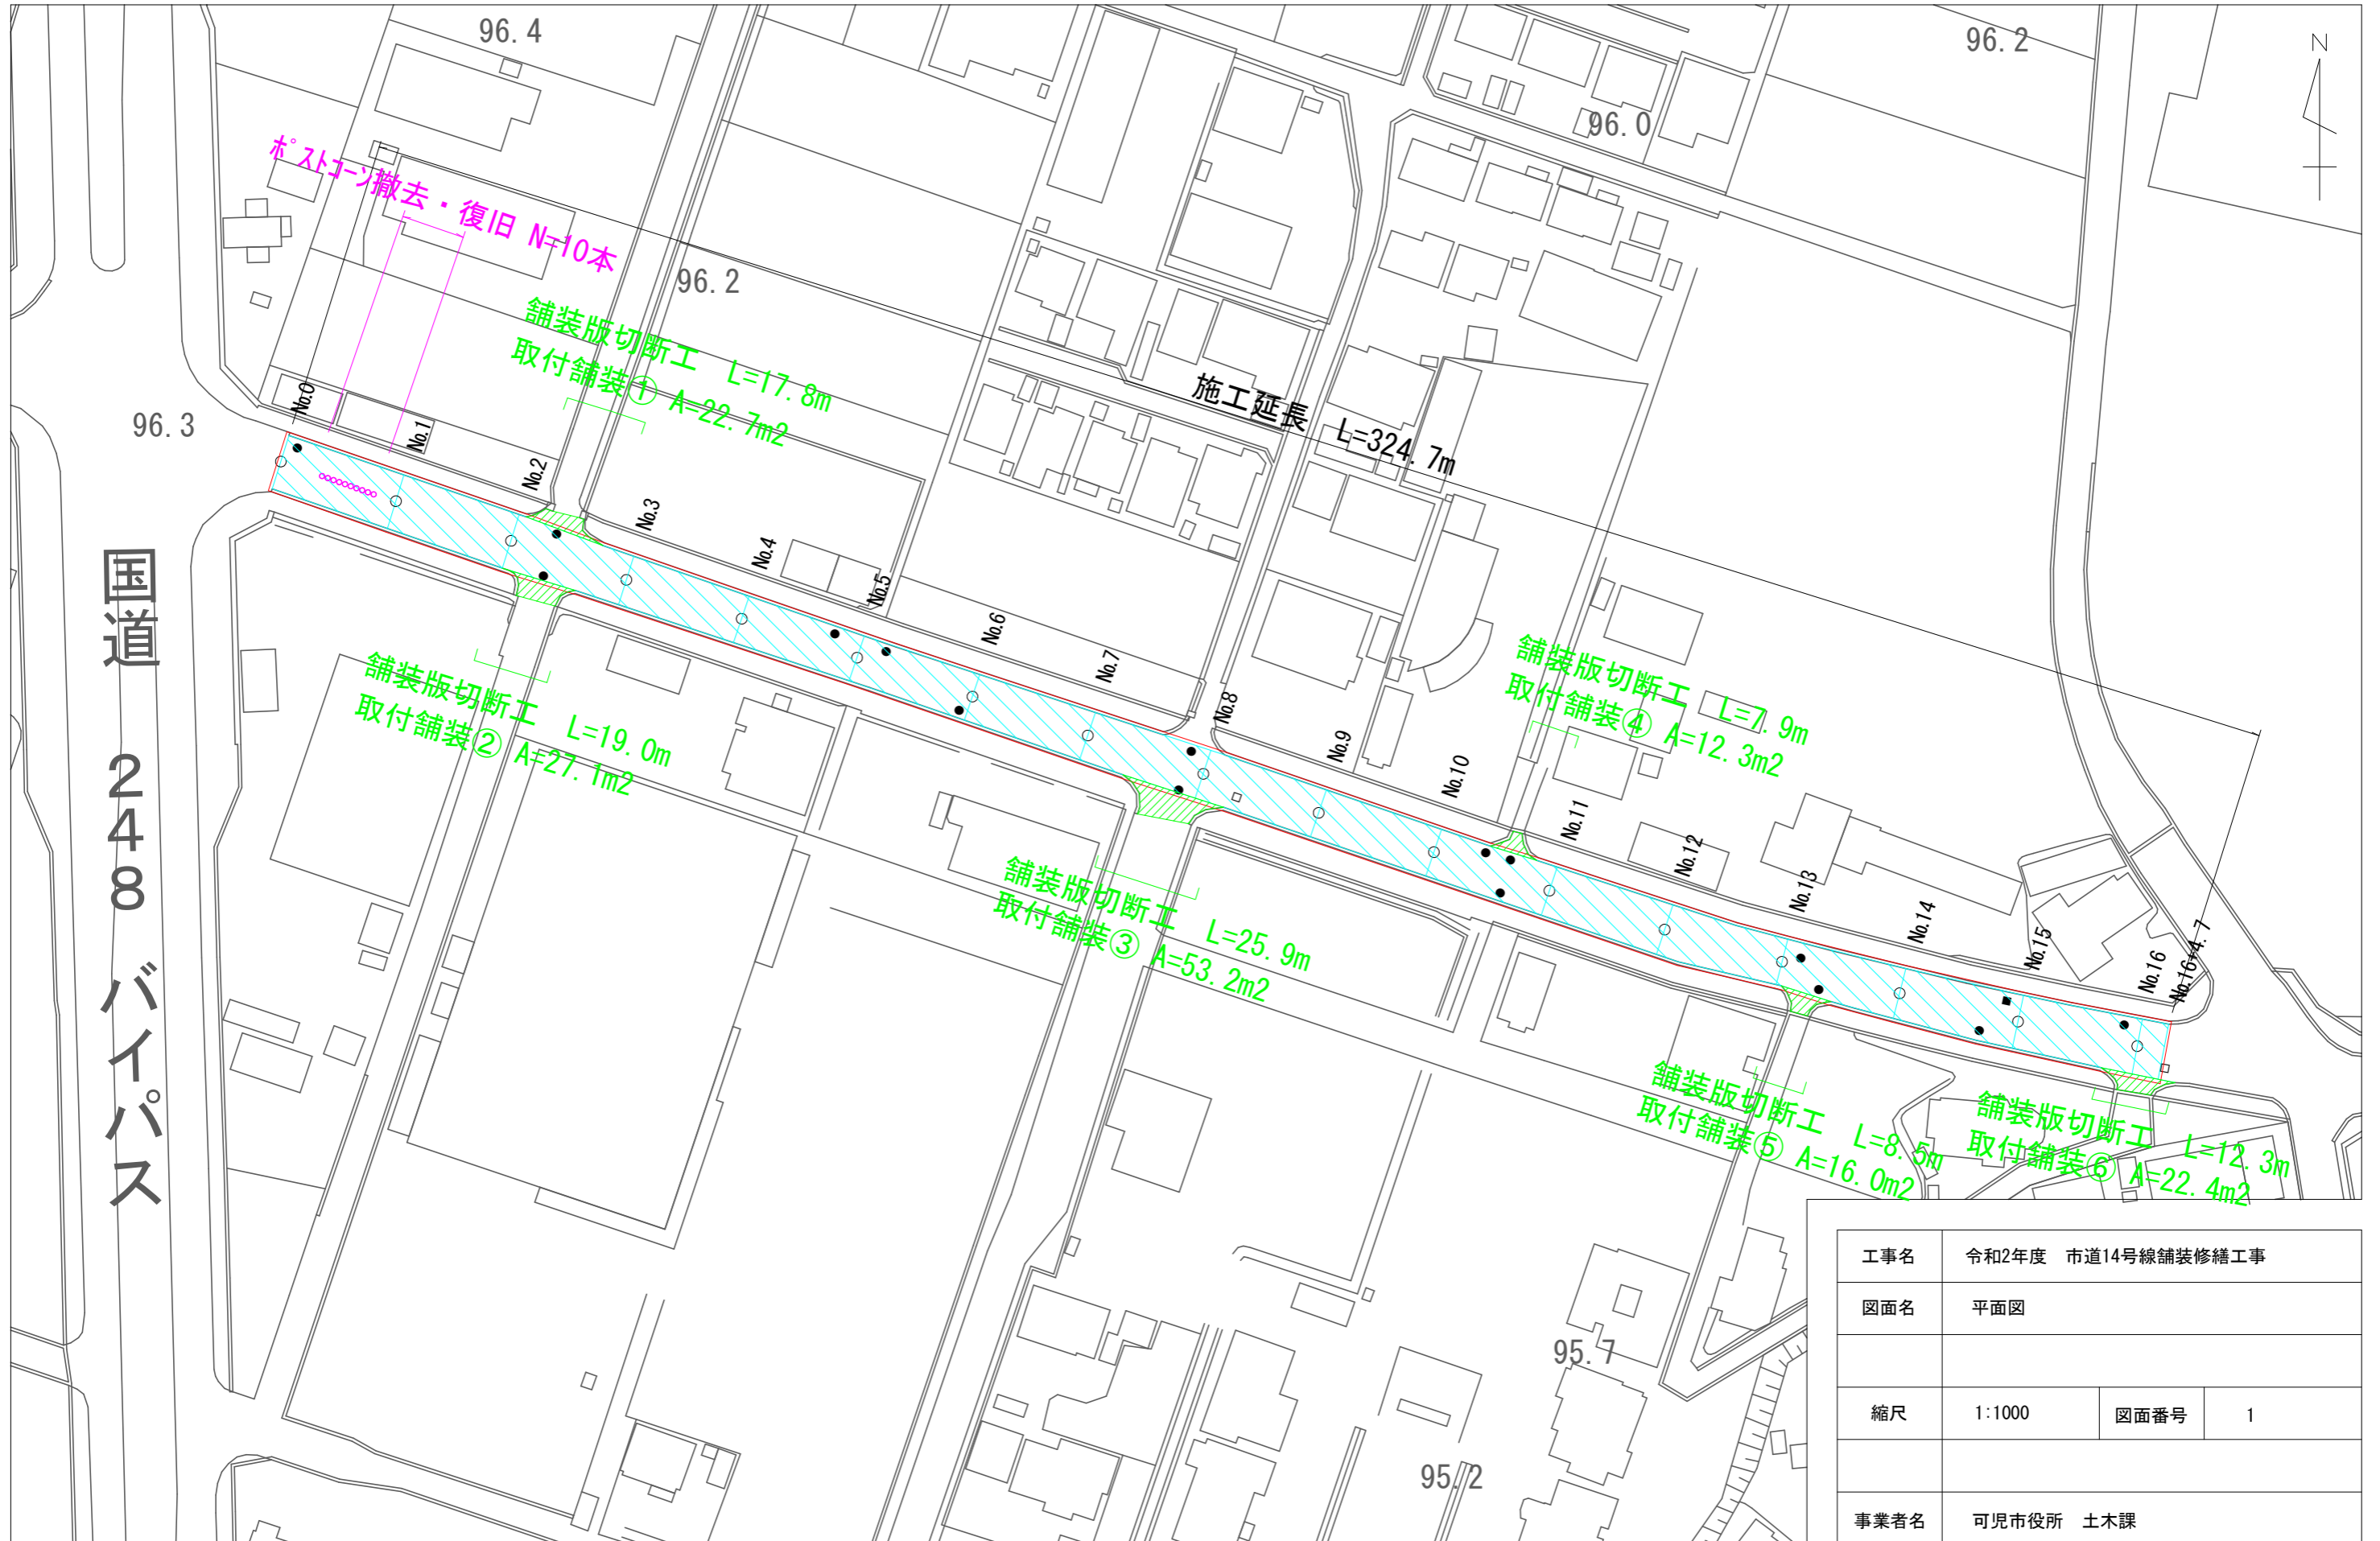 96.4
96.2
N
96.0
ポストコーン撤去・復旧 N=10本
96.2
舗装版切断工 L=17.8m
取付舗装① A=22.7m2
施工延長 L=324.7m
96.3
No.0
No.1
No.2
No.3
No.4
No.5
No.6
No.7
No.8
No.9
No.10
No.11
No.12
No.13
No.14
No.15
No.16
No.16+4.7
国道 248 バイパス
舗装版切断工 L=19.0m
取付舗装② A=27.1m2
舗装版切断工 L=25.9m
取付舗装③ A=53.2m2
舗装版切断工 L=7.9m
取付舗装④ A=12.3m2
舗装版切断工 L=8.5m
取付舗装⑤ A=16.0m2
舗装版切断工 L=12.3m
取付舗装⑥ A=22.4m2
95.7
95.2
工事名 令和2年度 市道14号線舗装修繕工事
図面名 平面図
縮尺 1:1000 図面番号 1
事業者名 可児市役所 土木課